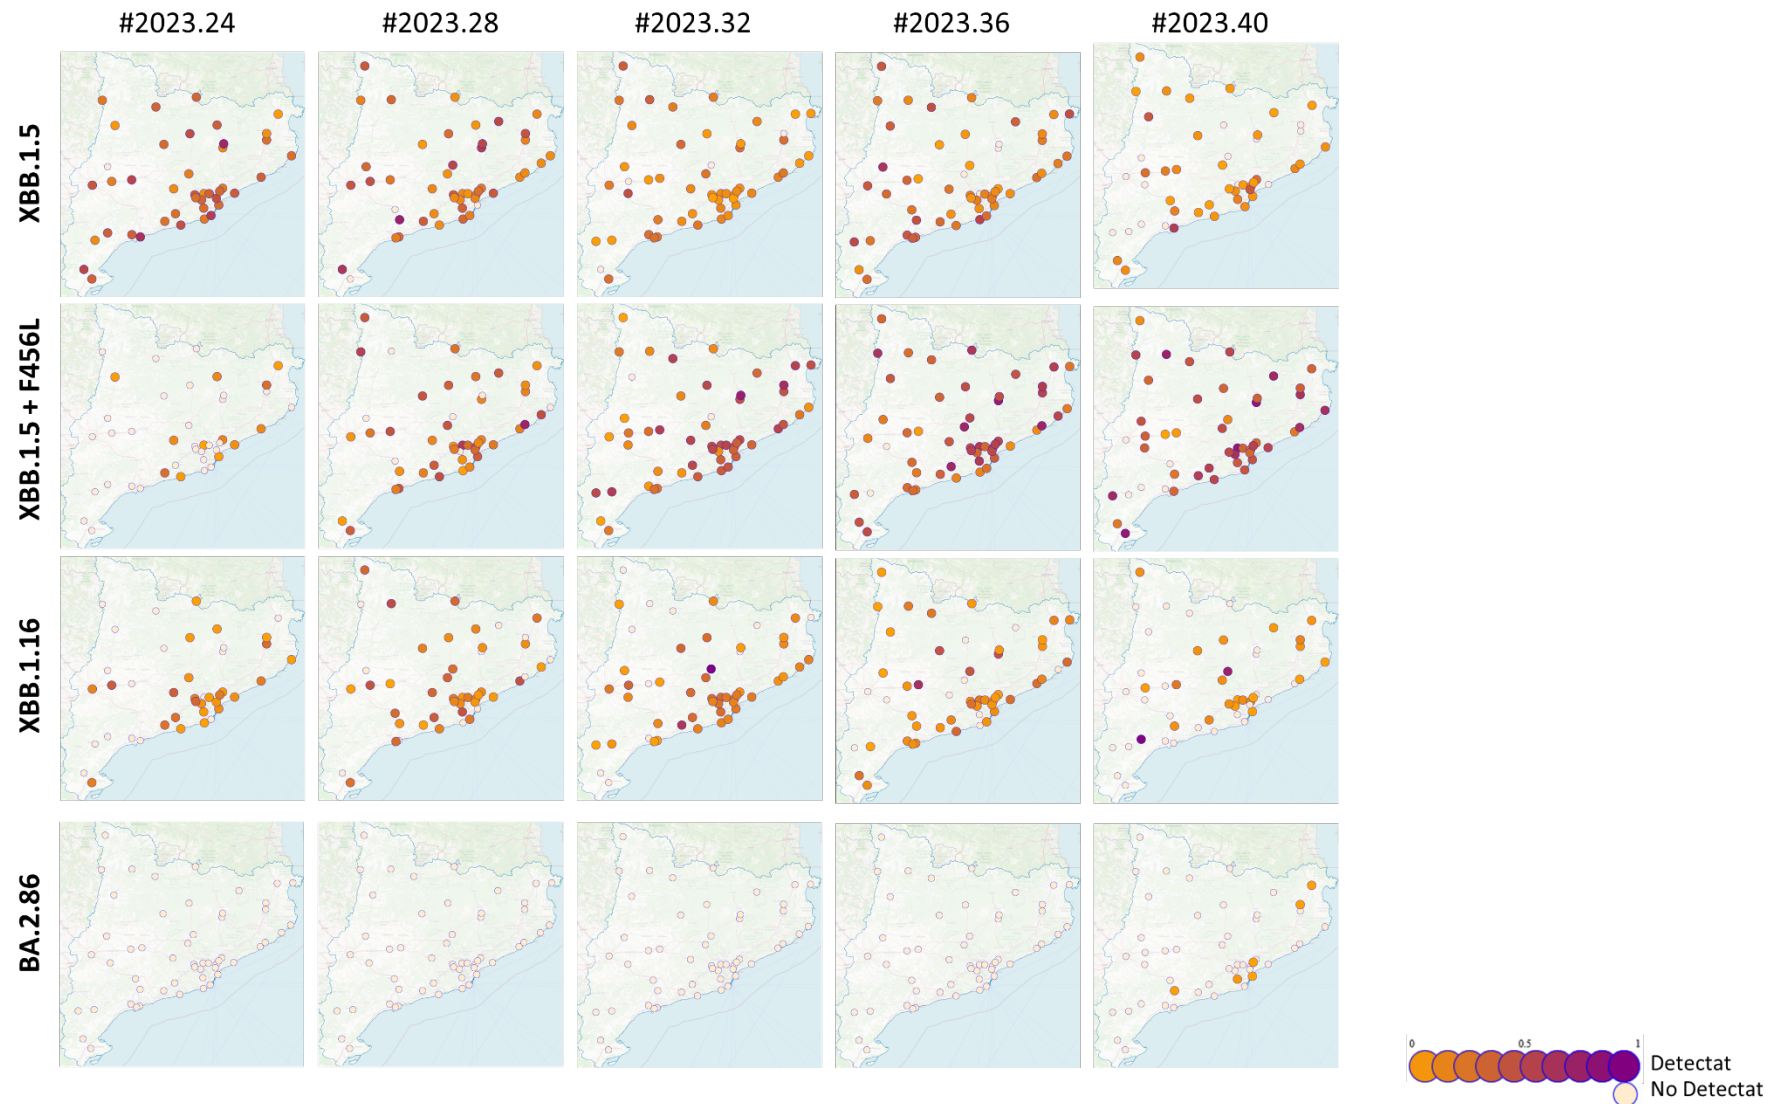 #2023.24 #2023.28 #2023.32 #2023.36 #2023.40
XBB.1.5
XBB.1.5 + F456L
XBB.1.16
BA.2.86
0 0.5 1
Detectat
No Detectat